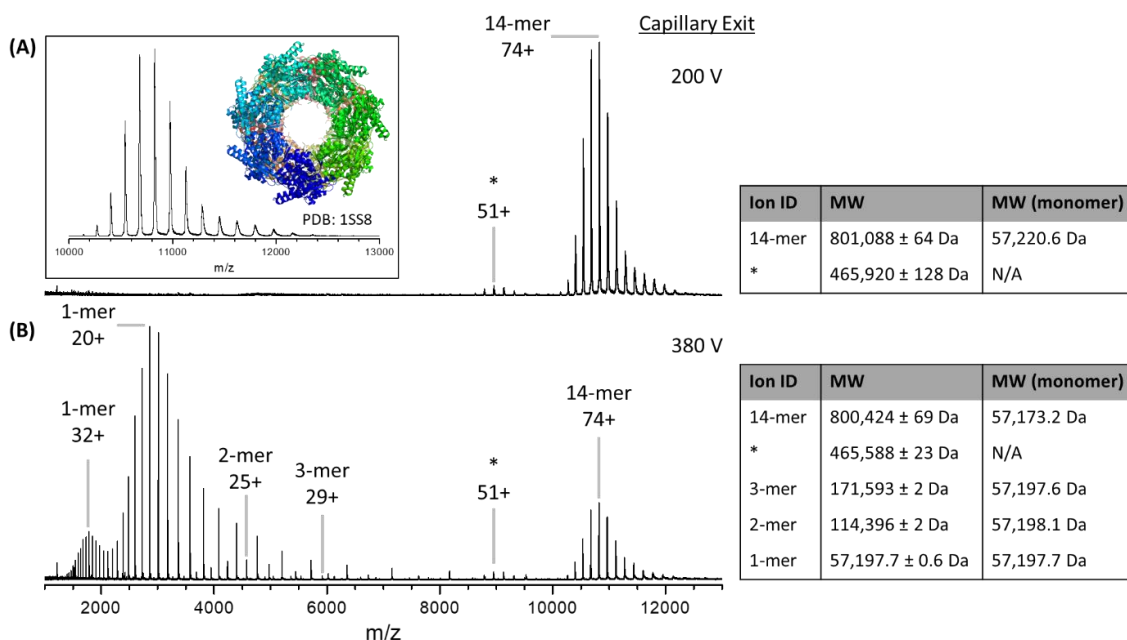 Capillary Exit
(A)
14-mer
74+
200 V
*
51+
PDB: 1SS8
10000 11000 12000 13000
m/z
Ion ID MW MW (monomer)
14-mer 801,088 ± 64 Da 57,220.6 Da
* 465,920 ± 128 Da N/A
(B)
1-mer
20+
380 V
1-mer
32+
2-mer
25+
3-mer
29+
*
51+
14-mer
74+
2000 4000 6000 8000 10000 12000
m/z
Ion ID MW MW (monomer)
14-mer 800,424 ± 69 Da 57,173.2 Da
* 465,588 ± 23 Da N/A
3-mer 171,593 ± 2 Da 57,197.6 Da
2-mer 114,396 ± 2 Da 57,198.1 Da
1-mer 57,197.7 ± 0.6 Da 57,197.7 Da